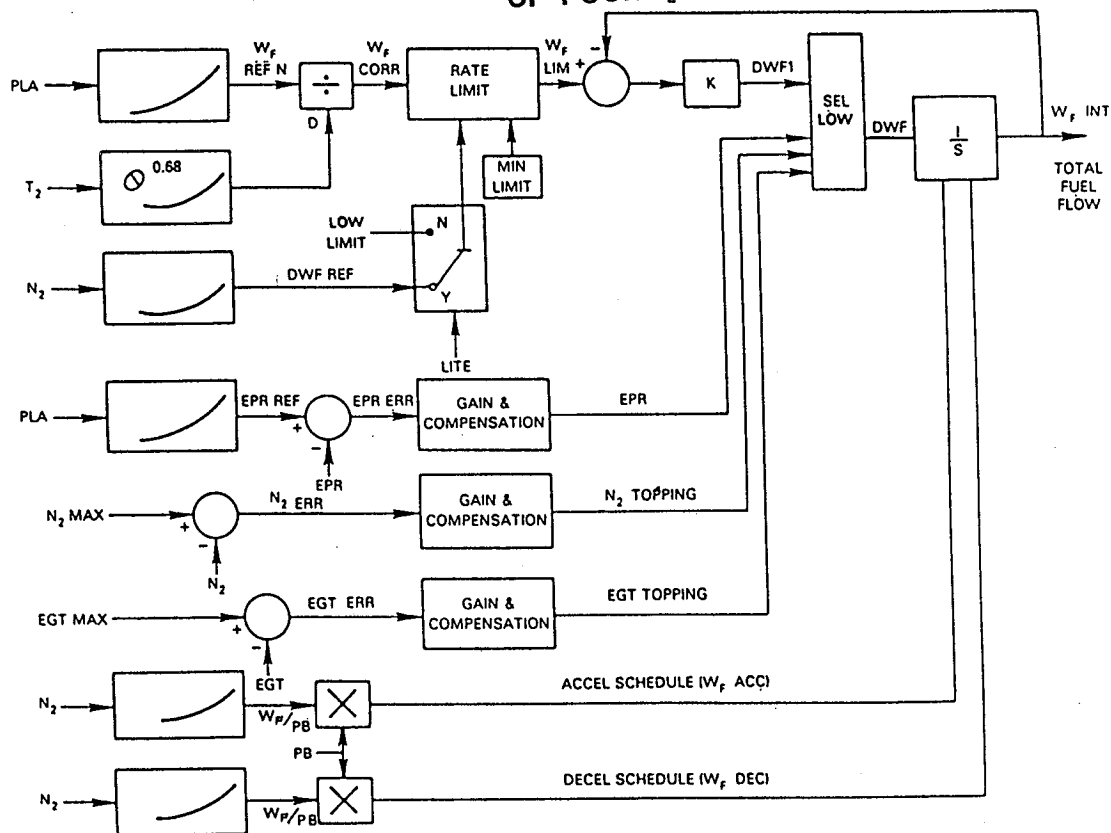 PLA
W_F
REF N
÷
D
W_F
CORR
RATE
LIMIT
W_F
LIM
+
−
K
DWF1
SEL
LOW
DWF
I/S
W_F INT
TOTAL
FUEL
FLOW
T_2
0.68
MIN
LIMIT
LOW
LIMIT
N
Y
N_2
DWF REF
LITE
PLA
EPR REF
+
−
EPR
EPR ERR
GAIN &
COMPENSATION
EPR
N_2 MAX
+
−
N_2
N_2 ERR
GAIN &
COMPENSATION
N_2 TOPPING
EGT MAX
+
−
EGT
EGT ERR
GAIN &
COMPENSATION
EGT TOPPING
N_2
W_F/PB
X
ACCEL SCHEDULE (W_F ACC)
PB
N_2
W_F/PB
X
DECEL SCHEDULE (W_F DEC)